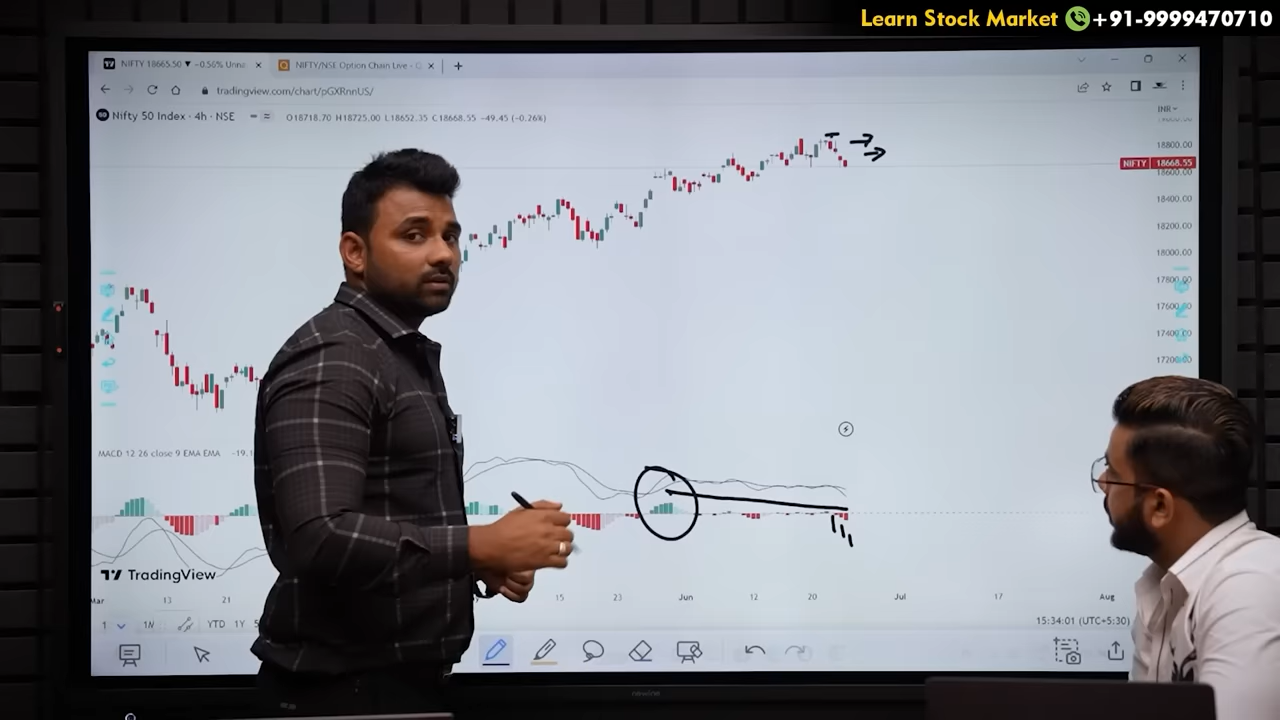 Learn Stock Market +91-9999470710
NIFTY 18665.50 ▼ -0.56% Unna
NIFTY/NSE Option Chain Live -
tradingview.com/chart/pGXRnnUS/
Nifty 50 Index · 4h · NSE
O18718.70 H18725.00 L18652.35 C18668.55 -49.45 (-0.26%)
INR
18800.00
NIFTY 18668.55
18600.00
18400.00
18200.00
18000.00
17800.00
17600.00
17400.00
17200.00
MACD 12 26 close 9 EMA EMA -19.1
TradingView
Mar 13 21 15 23 Jun 12 20 Jul 17 Aug
YTD 1Y
15:34:01 (UTC+5:30)
newline